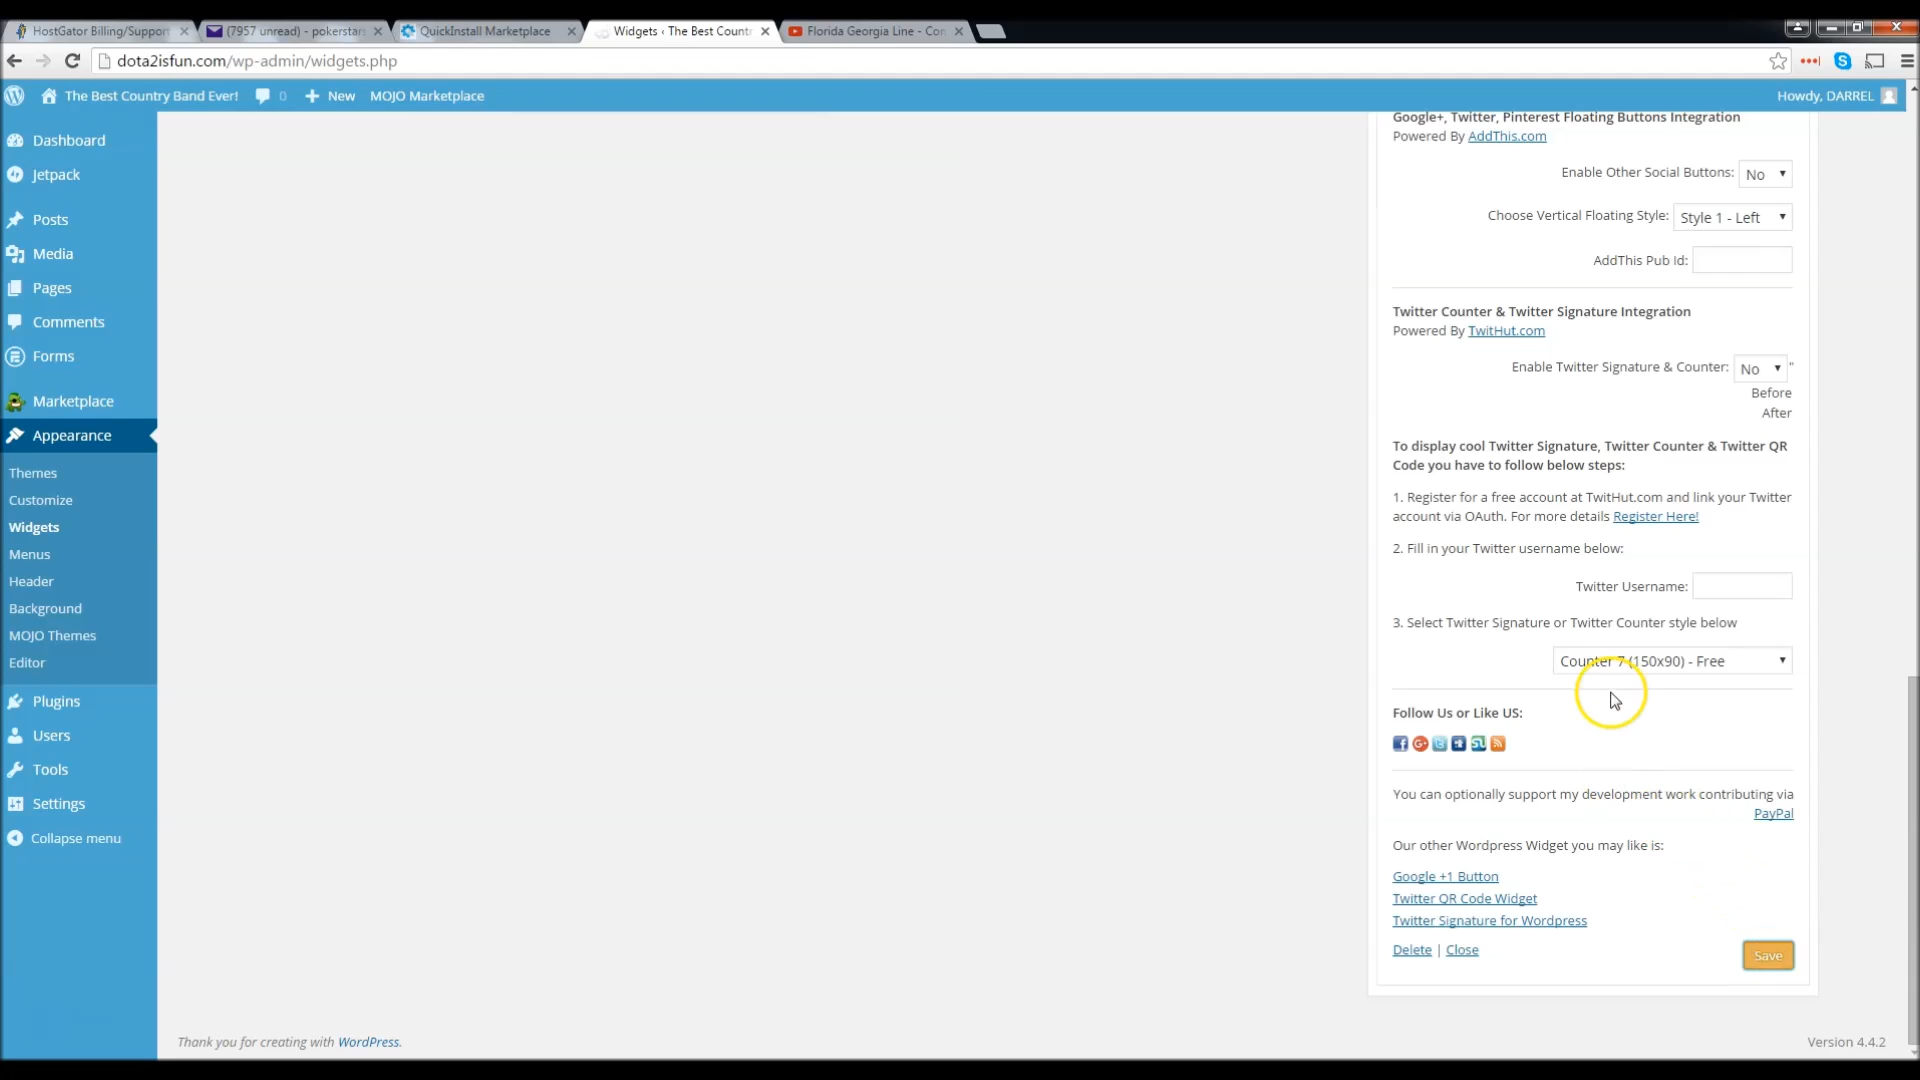 HostGator Billing/Support
(7957 unread) - pokerstar
QuickInstall Marketplace
Widgets ‹ The Best Countr
Florida Georgia Line - Con
dota2isfun.com/wp-admin/widgets.php
The Best Country Band Ever!
0
New
MOJO Marketplace
Howdy, DARREL
Dashboard
Jetpack
Posts
Media
Pages
Comments
Forms
Marketplace
Appearance
Themes
Customize
Widgets
Menus
Header
Background
MOJO Themes
Editor
Plugins
Users
Tools
Settings
Collapse menu
Google+, Twitter, Pinterest Floating Buttons Integration
Powered By AddThis.com
Enable Other Social Buttons: No
Choose Vertical Floating Style: Style 1 - Left
AddThis Pub Id:
Twitter Counter & Twitter Signature Integration
Powered By TwitHut.com
Enable Twitter Signature & Counter: No "
Before
After
To display cool Twitter Signature, Twitter Counter & Twitter QR
Code you have to follow below steps:
1. Register for a free account at TwitHut.com and link your Twitter
account via OAuth. For more details Register Here!
2. Fill in your Twitter username below:
Twitter Username:
3. Select Twitter Signature or Twitter Counter style below
Counter 7 (150x90) - Free
Follow Us or Like US:
You can optionally support my development work contributing via
PayPal
Our other Wordpress Widget you may like is:
Google +1 Button
Twitter QR Code Widget
Twitter Signature for Wordpress
Delete | Close
Save
Thank you for creating with WordPress.
Version 4.4.2